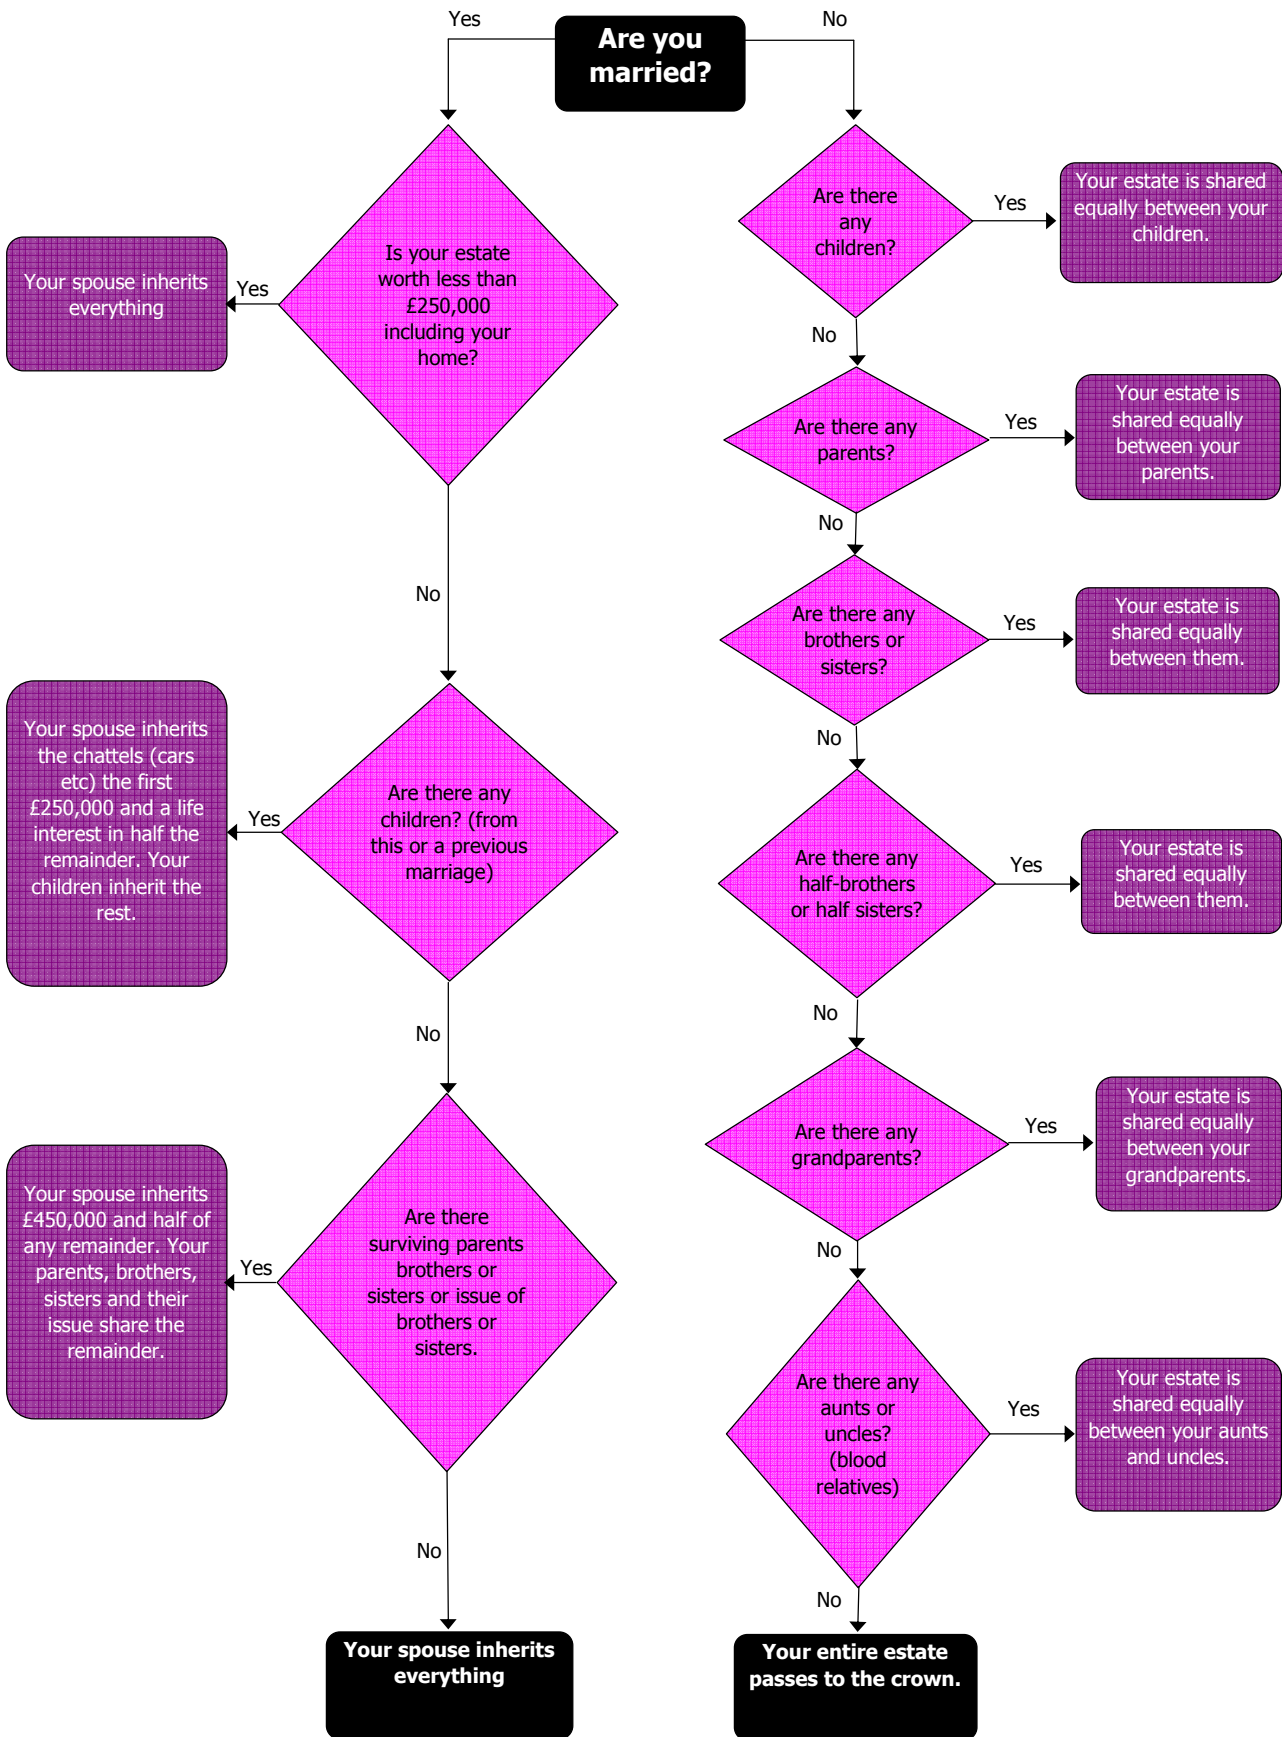 Yes
Are you
married?
No
Is your estate
worth less than
£250,000
including your
home?
Yes
Your spouse inherits
everything
No
Are there any
children? (from
this or a previous
marriage)
Yes
Your spouse inherits
the chattels (cars
etc) the first
£250,000 and a life
interest in half the
remainder. Your
children inherit the
rest.
No
Are there
surviving parents
brothers or
sisters or issue of
brothers or
sisters.
Yes
Your spouse inherits
£450,000 and half of
any remainder. Your
parents, brothers,
sisters and their
issue share the
remainder.
No
Your spouse inherits
everything
Are there
any
children?
Yes
Your estate is shared
equally between your
children.
No
Are there any
parents?
Yes
Your estate is
shared equally
between your
parents.
No
Are there any
brothers or
sisters?
Yes
Your estate is
shared equally
between them.
No
Are there any
half-brothers
or half sisters?
Yes
Your estate is
shared equally
between them.
No
Are there any
grandparents?
Yes
Your estate is
shared equally
between your
grandparents.
No
Are there any
aunts or
uncles?
(blood
relatives)
Yes
Your estate is
shared equally
between your aunts
and uncles.
No
Your entire estate
passes to the crown.